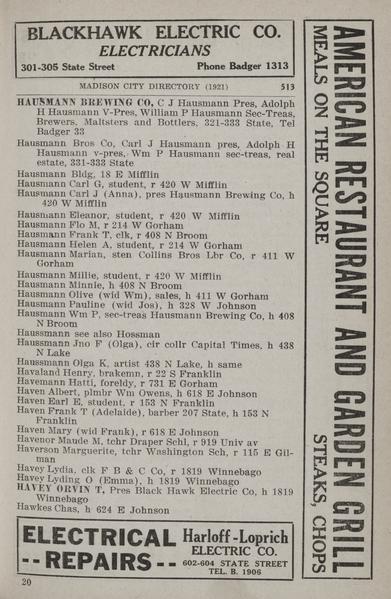 BLACKHAWK ELECTRIC CO.
ELECTRICIANS
301-305 State Street Phone Badger 1313
MADISON CITY DIRECTORY (1921) 513
HAUSMANN BREWING CO, C J Hausmann Pres, Adolph
H Hausmann V-Pres, William P Hausmann Sec-Treas,
Brewers, Maltsters and Bottlers, 321-333 State, Tel
Badger 33
Hausmann Bros Co, Carl J Hausmann pres, Adolph H
Hausmann v-pres, Wm P Hausmann sec-treas, real
estate, 331-333 State
Hausmann Bldg, 18 E Mifflin
Hausmann Carl G, student, r 420 W Mifflin
Hausmann Carl J (Anna), pres Hausmann Brewing Co, h
420 W Mifflin
Hausmann Eleanor, student, r 420 W Mifflin
Hausmann Flo M, r 214 W Gorham
Hausmann Frank T, clk, r 408 N Broom
Hausmann Helen A, student, r 214 W Gorham
Hausmann Marian, sten Collins Bros Lbr Co, r 411 W
Gorham
Hausmann Millie, student, r 420 W Mifflin
Hausmann Minnie, h 408 N Broom
Hausmann Olive (wid Wm), sales, h 411 W Gorham
Hausmann Pauline (wid Jos), h 328 W Johnson
Hausmann Wm P, sec-treas Hausmann Brewing Co, h 408
N Broom
Haussmann see also Hossman
Haussmann Jno F (Olga), cir collr Capital Times, h 438
N Lake
Haussmann Olga K, artist 438 N Lake, h same
Havaland Henry, brakemn, r 22 S Franklin
Havemann Hatti, foreldy, r 731 E Gorham
Haven Albert, plmbr Wm Owens, h 618 E Johnson
Haven Earl E, student, r 153 N Franklin
Haven Frank T (Adelaide), barber 207 State, h 153 N
Franklin
Haven Mary (wid Frank), r 618 E Johnson
Havenor Maude M, tchr Draper Schl, r 919 Univ av
Haverson Marguerite, tchr Washington Sch, r 115 E Gil-
man
Havey Lydia, clk F B & C Co, r 1819 Winnebago
Havey Lyding O (Emma), h 1819 Winnebago
HAVEY ORVIN T, Pres Black Hawk Electric Co, h 1819
Winnebago
Hawkes Chas, h 624 E Johnson
ELECTRICAL
--REPAIRS--
Harloff-Loprich
ELECTRIC CO.
602-604 STATE STREET
TEL. B. 1906
20
AMERICAN RESTAURANT AND GARDEN GRILL
MEALS ON THE SQUARE STEAKS, CHOPS